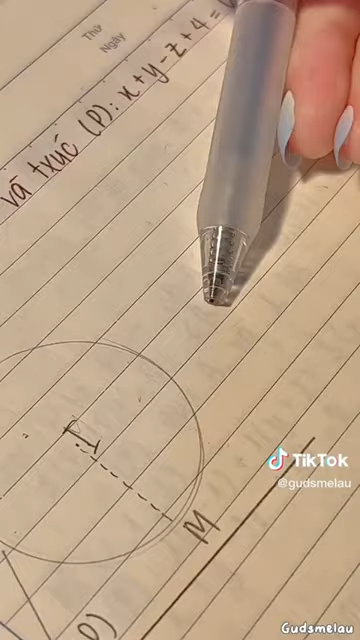 Thứ
Ngày
và txúc (P): x+y-z+4=
I
M
P)
TikTok
@gudsmelau
Gudsmelau